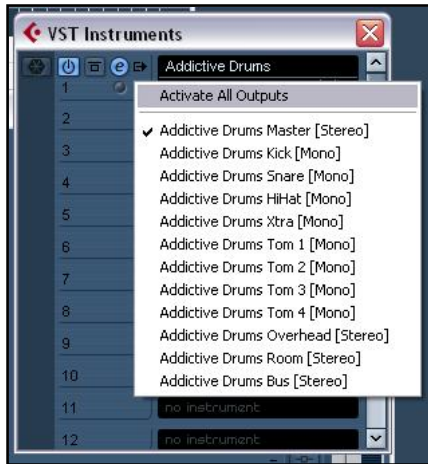 VST Instruments
e Addictive Drums
1 Activate All Outputs
2 Addictive Drums Master [Stereo]
3 Addictive Drums Kick [Mono]
Addictive Drums Snare [Mono]
4 Addictive Drums HiHat [Mono]
5 Addictive Drums Xtra [Mono]
Addictive Drums Tom 1 [Mono]
6 Addictive Drums Tom 2 [Mono]
7 Addictive Drums Tom 3 [Mono]
8 Addictive Drums Tom 4 [Mono]
9 Addictive Drums Overhead [Stereo]
Addictive Drums Room [Stereo]
10 Addictive Drums Bus [Stereo]
11 no instrument
12 no instrument